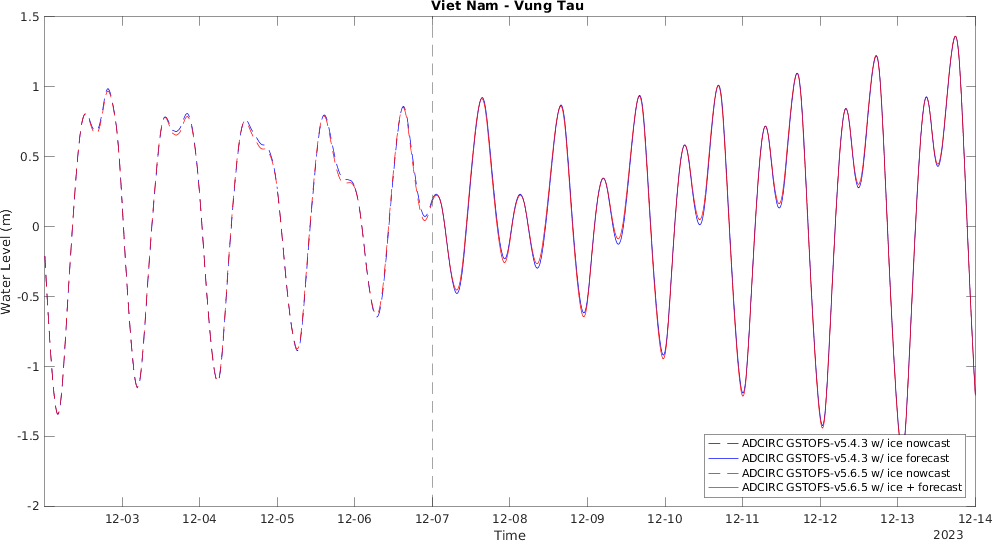 Viet Nam - Vung Tau
1.5
1
0.5
0
-0.5
-1
-1.5
-2
Water Level (m)
ADCIRC GSTOFS-v5.4.3 w/ ice nowcast
ADCIRC GSTOFS-v5.4.3 w/ ice forecast
ADCIRC GSTOFS-v5.6.5 w/ ice nowcast
ADCIRC GSTOFS-v5.6.5 w/ ice + forecast
12-03 12-04 12-05 12-06 12-07 12-08 12-09 12-10 12-11 12-12 12-13 12-14
Time
2023